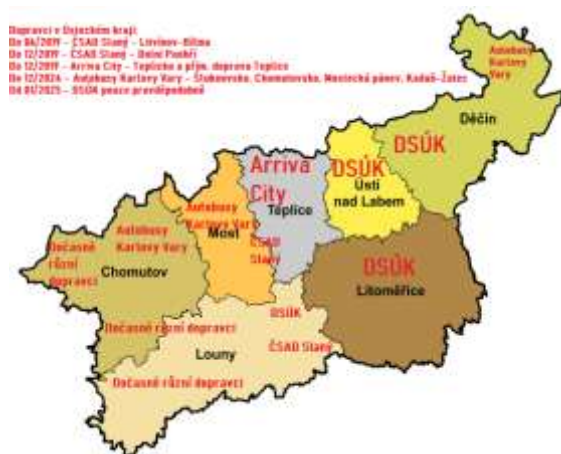 Dopravci v Ústeckém kraji
Do 06/2019 - ČSAD Slaný - Litvínov-Bílina
Do 12/2019 - ČSAD Slaný - Dolní Poohří
Do 12/2019 - Arriva City - Teplicko a přím. doprava Teplice
Do 12/2024 - Autobusy Karlovy Vary - Šluknovsko, Chomutovsko, Mostecká pánev, Kadaň-Žatec
Od 01/2025 - DSÚK pouze pravděpodobně
Autobusy
Karlovy
Vary
DSÚK
Děčín
Arriva
City
Teplice
DSÚK
Ústí
nad Labem
Autobusy
Karlovy Vary
Most
ČSAD
Slaný
Autobusy
Karlovy Vary
Dočasně
různí
dopravci
Chomutov
DSÚK
Litoměřice
Dočasně různí dopravci
DSÚK
Louny
ČSAD Slaný
Dočasně různí dopravci